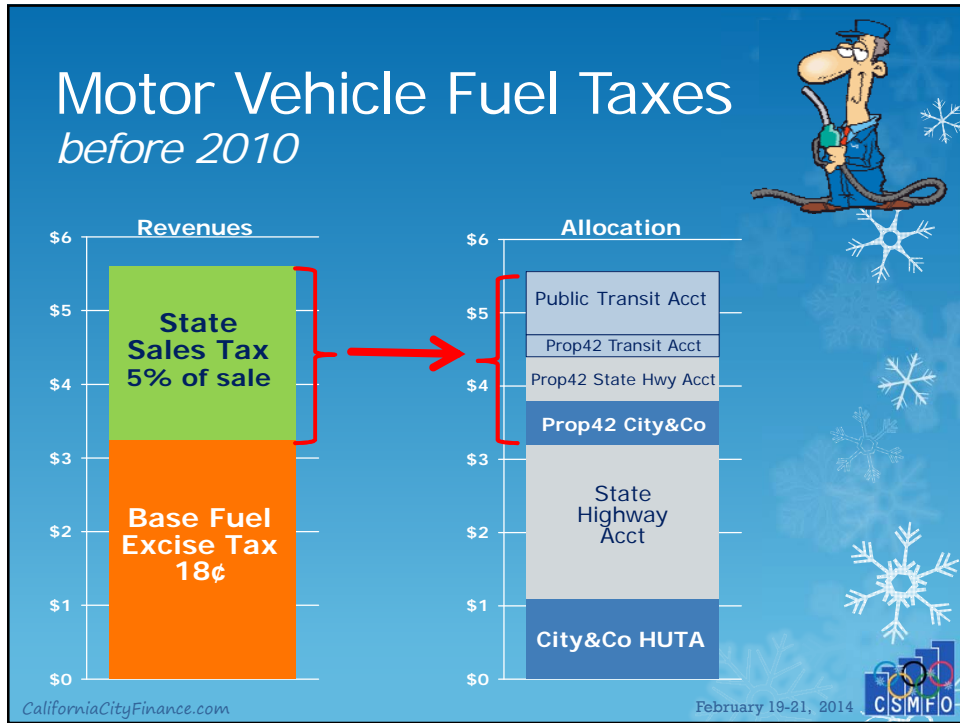 Motor Vehicle Fuel Taxes
before 2010
Revenues
$6
$5
$4
$3
$2
$1
$0
State
Sales Tax
5% of sale
Base Fuel
Excise Tax
18¢
Allocation
$6
$5
$4
$3
$2
$1
$0
Public Transit Acct
Prop42 Transit Acct
Prop42 State Hwy Acct
Prop42 City&Co
State
Highway
Acct
City&Co HUTA
CaliforniaCityFinance.com
February 19-21, 2014
CSMFO